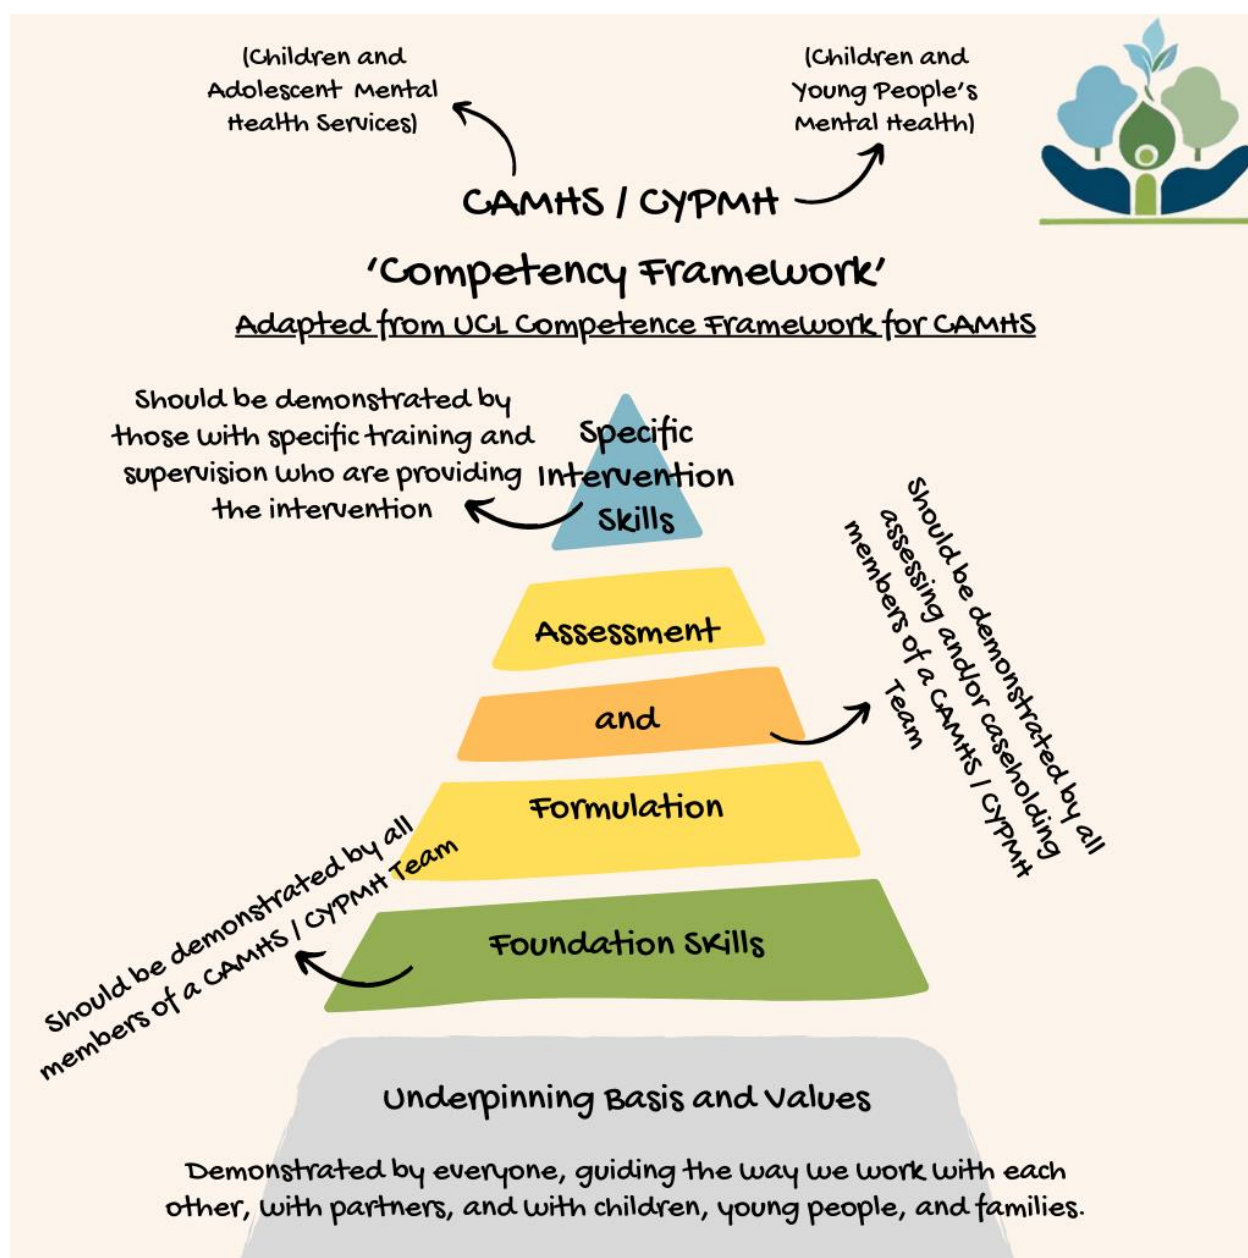 (Children and
Adolescent Mental
Health Services)
(Children and
Young People's
Mental Health)
CAMHS / CYPMH
'Competency Framework'
Adapted from UCL Competence Framework for CAMHS
Should be demonstrated by
those with specific training and
supervision who are providing
the intervention
Specific
Intervention
Skills
Should be demonstrated by all
assessing and/or caseholding
members of a CAMHS / CYPMH
Team
Assessment
and
Formulation
Should be demonstrated by all
members of a CAMHS / CYPMH Team
Foundation Skills
Underpinning Basis and Values
Demonstrated by everyone, guiding the way we work with each
other, with partners, and with children, young people, and families.